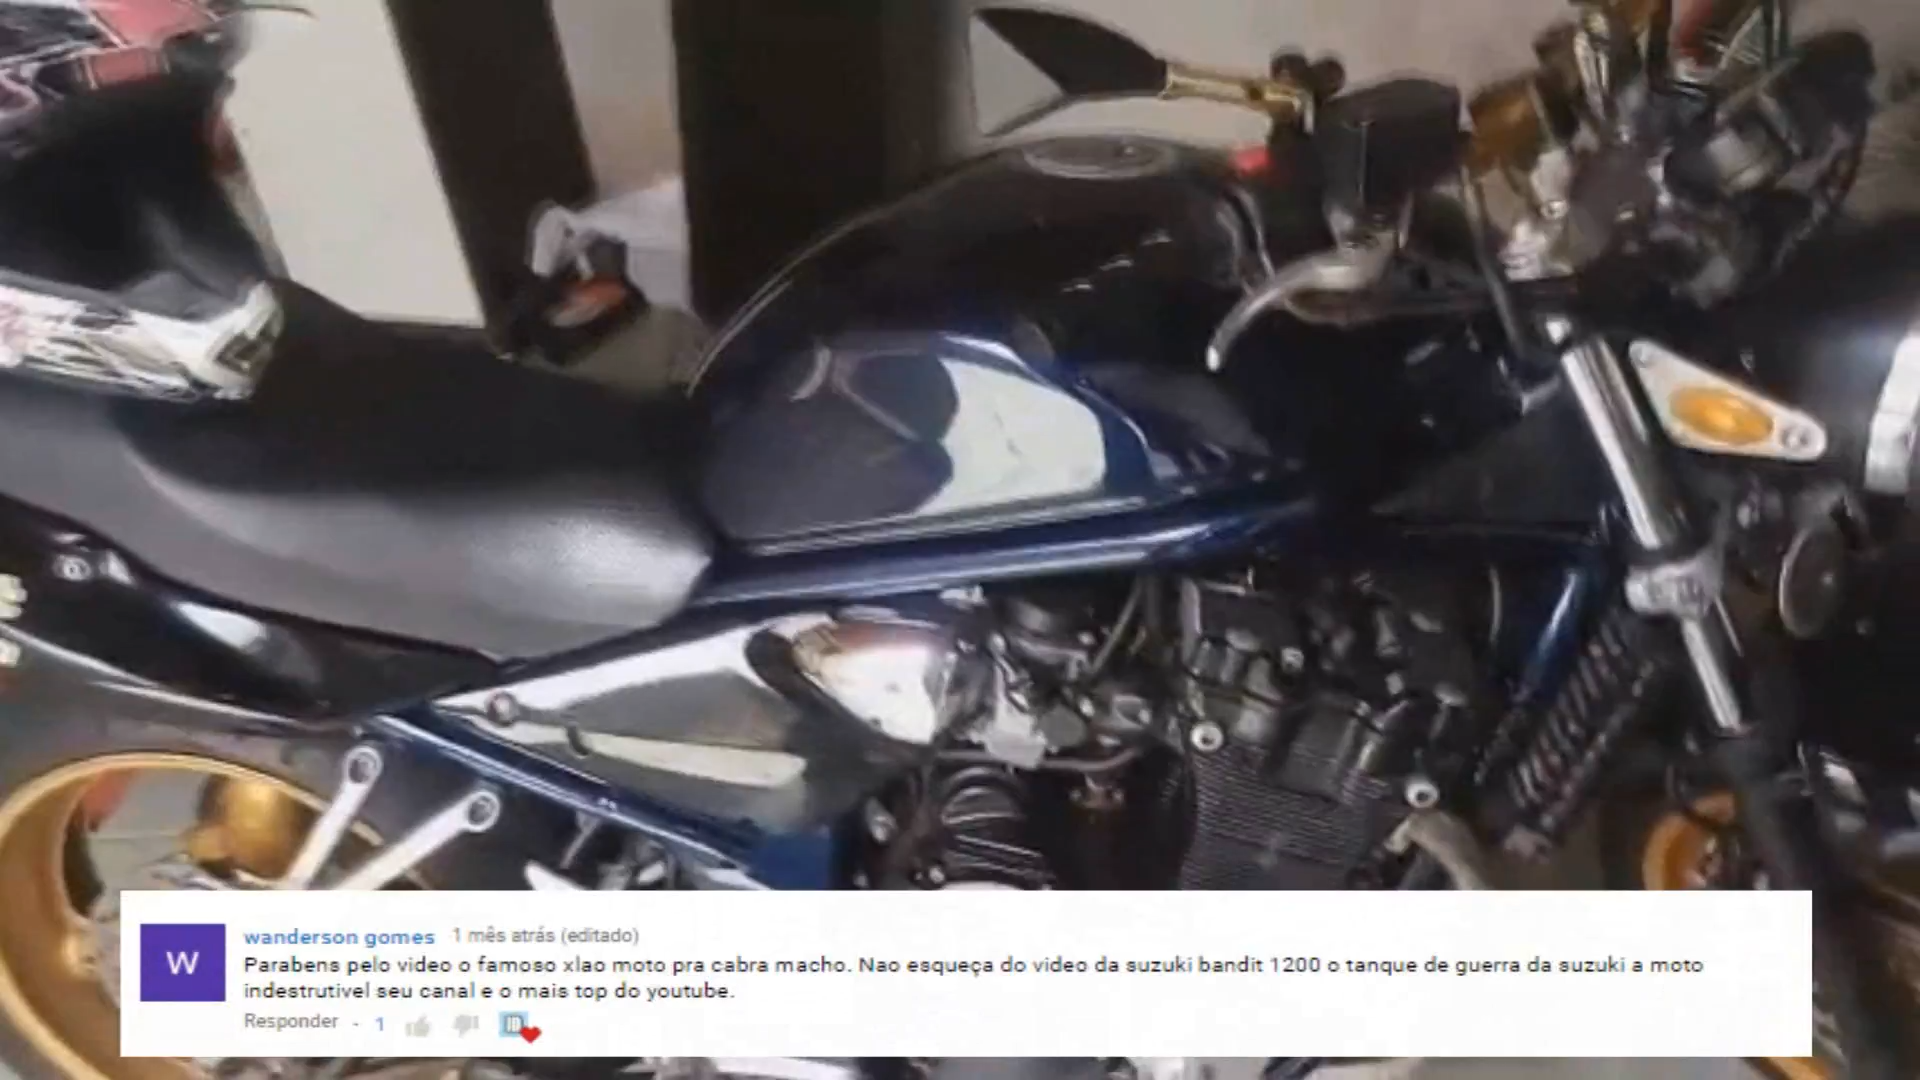 W
wanderson gomes 1 mês atrás (editado)
Parabens pelo video o famoso xlao moto pra cabra macho. Nao esqueça do video da suzuki bandit 1200 o tanque de guerra da suzuki a moto
indestrutivel seu canal e o mais top do youtube.
Responder - 1